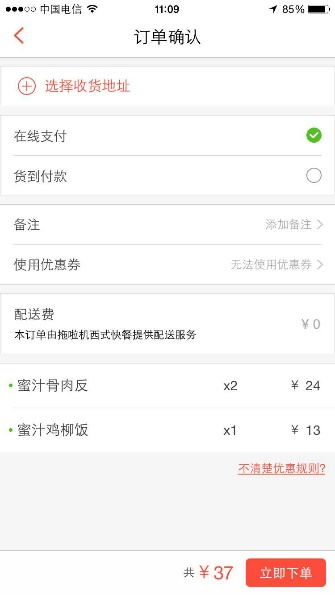 中国电信 11:09 85%
订单确认
选择收货地址
在线支付
货到付款
备注 添加备注
使用优惠券 无法使用优惠券
配送费 ¥0
本订单由拖啦机西式快餐提供配送服务
蜜汁骨肉反 x2 ¥ 24
蜜汁鸡柳饭 x1 ¥ 13
不清楚优惠规则?
共 ¥37 立即下单